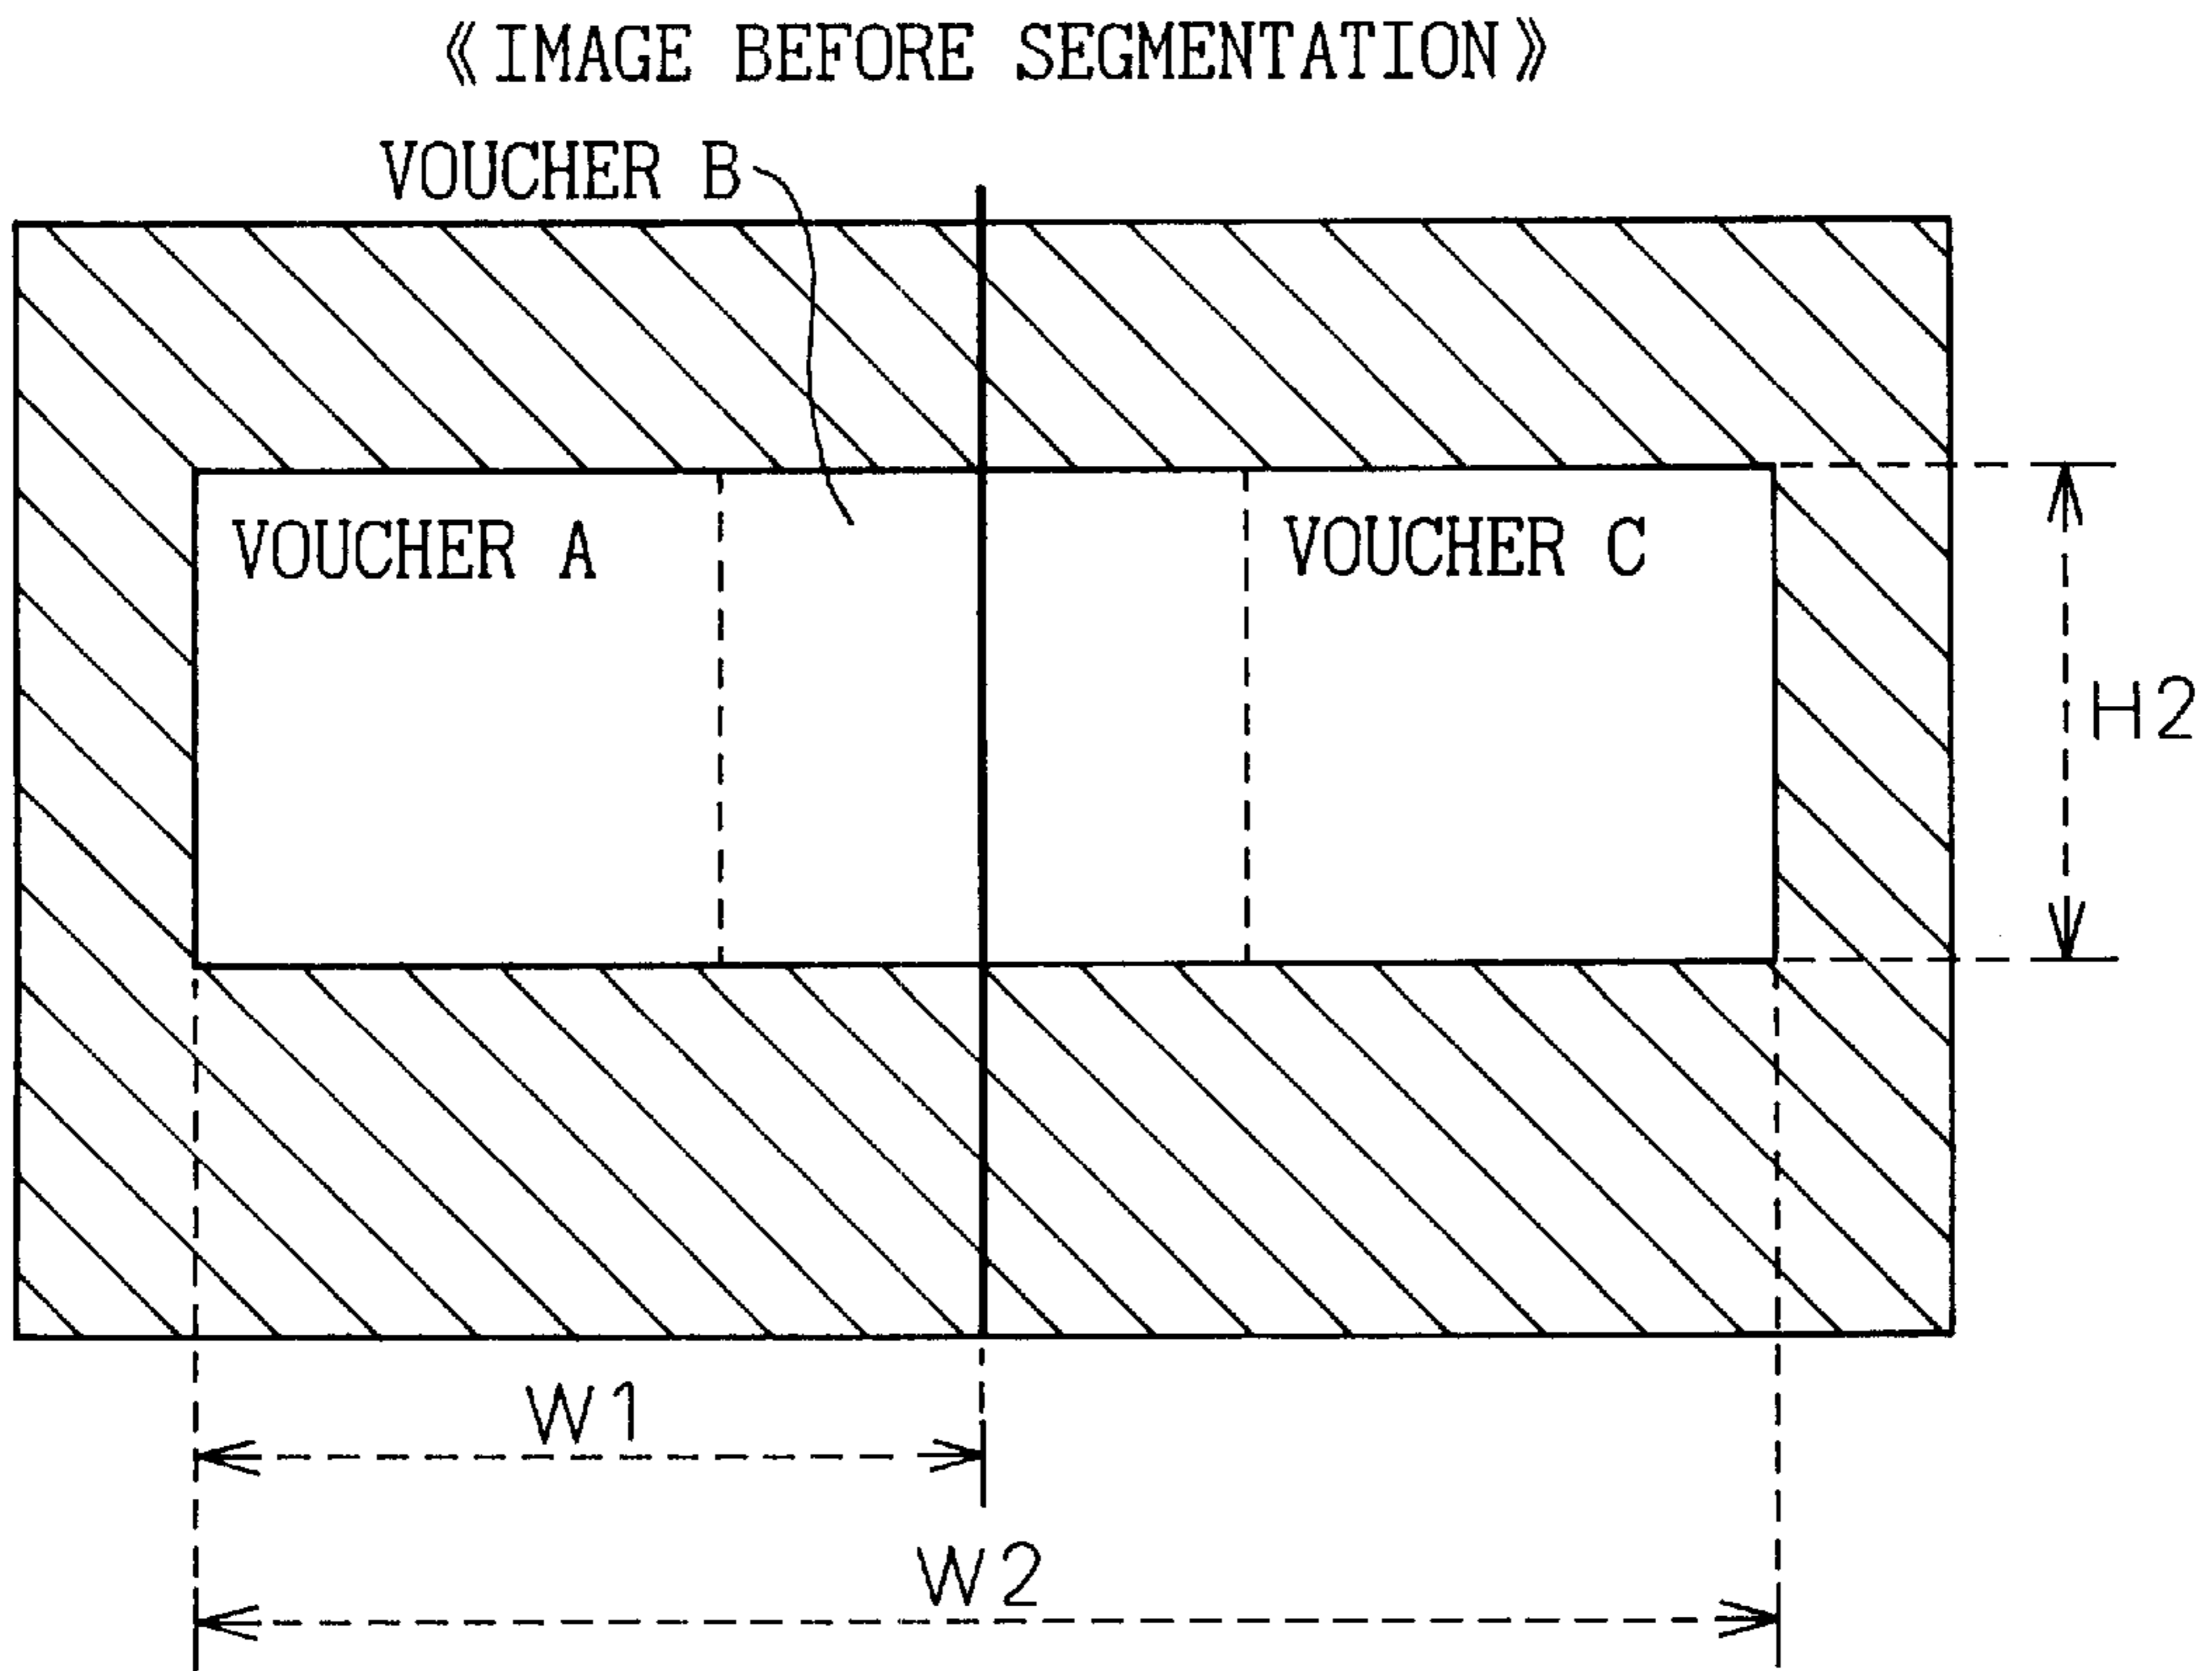 《IMAGE BEFORE SEGMENTATION》
VOUCHER B
VOUCHER A
VOUCHER C
H2
W1
W2